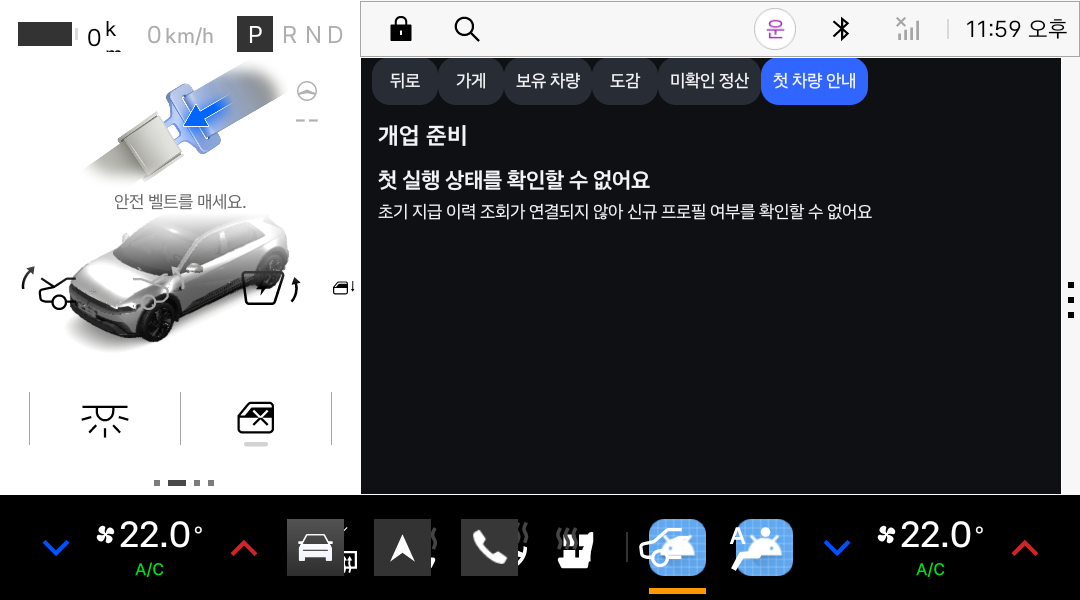 0 k
0 km/h
P R N D
안전 벨트를 매세요.
운
11:59 오후
뒤로 가게 보유 차량 도감 미확인 정산 첫 차량 안내
개업 준비
첫 실행 상태를 확인할 수 없어요
초기 지급 이력 조회가 연결되지 않아 신규 프로필 여부를 확인할 수 없어요
22.0°
A/C
A
22.0°
A/C